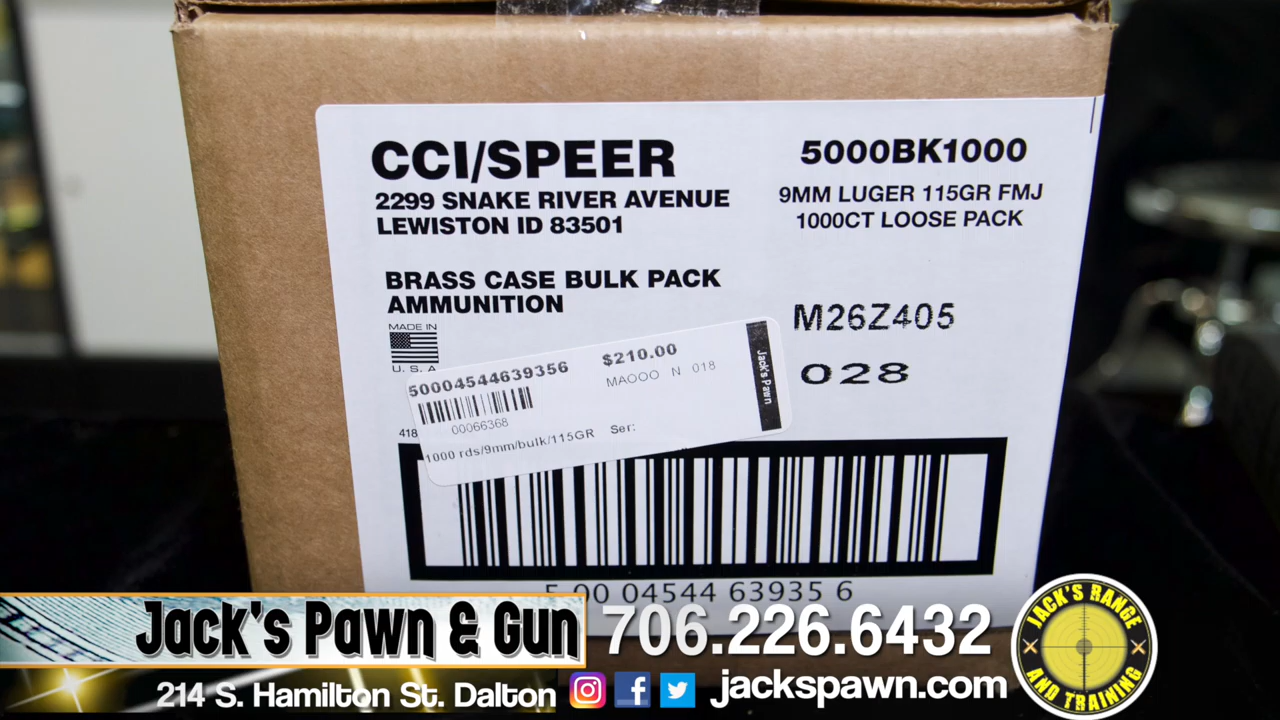 CCI/SPEER
2299 SNAKE RIVER AVENUE
LEWISTON ID 83501
5000BK1000
9MM LUGER 115GR FMJ
1000CT LOOSE PACK
BRASS CASE BULK PACK
AMMUNITION
MADE IN
U. S. A
M26Z405
028
50004544639356
$210.00
MAOOO N 018
00066368
1000 rds/9mm/bulk/115GR Ser:
Jack's Pawn
418
5 00 04544 63935 6
Jack's Pawn & Gun
706.226.6432
214 S. Hamilton St. Dalton
jackspawn.com
JACK'S RANGE
AND TRAINING